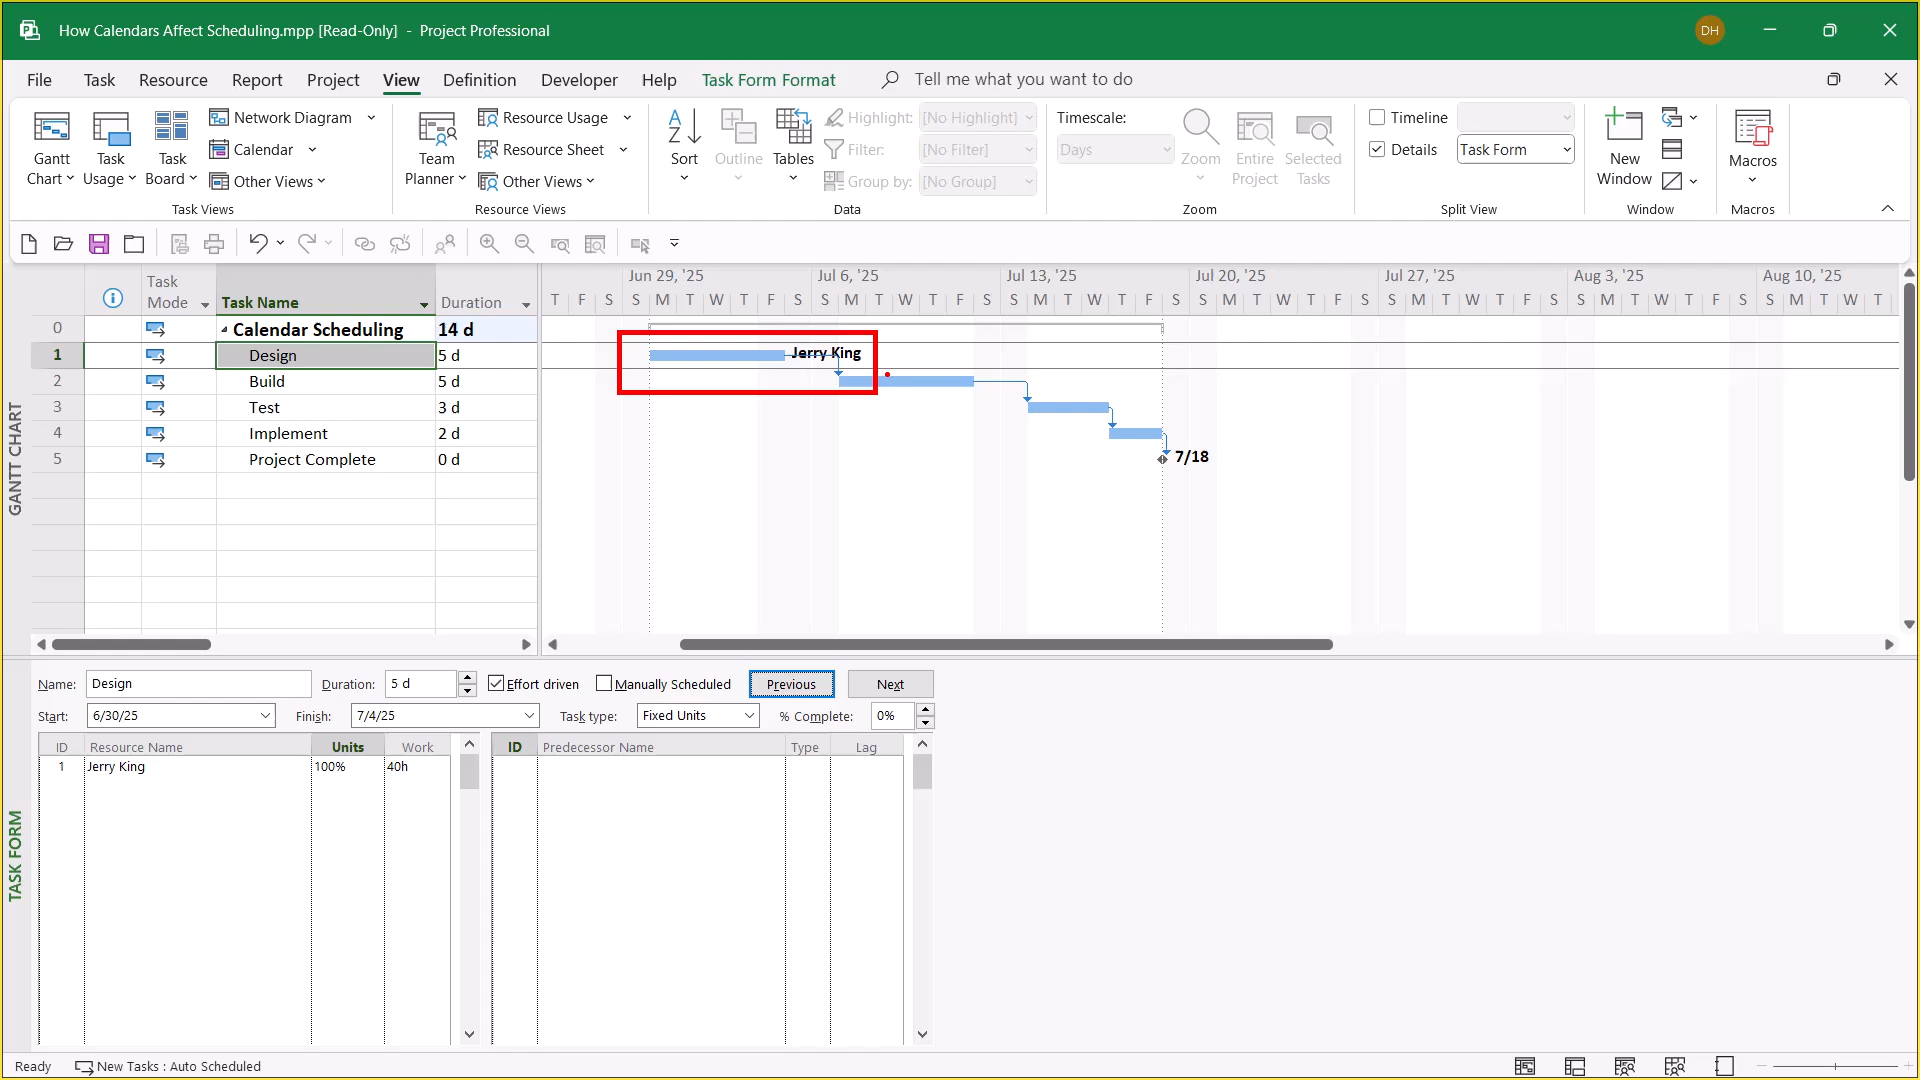 How Calendars Affect Scheduling.mpp [Read-Only] - Project Professional
DH
File Task Resource Report Project View Definition Developer Help Task Form Format Tell me what you want to do
Gantt Chart
Task Usage
Task Board
Network Diagram
Calendar
Other Views
Task Views
Team Planner
Resource Usage
Resource Sheet
Other Views
Resource Views
Sort
Outline
Tables
Highlight: [No Highlight]
Filter: [No Filter]
Group by: [No Group]
Data
Timescale:
Days
Zoom
Entire Project
Selected Tasks
Zoom
Timeline
Details Task Form
Split View
New Window
Window
Macros
Macros
Task Mode Task Name Duration
Jun 29, '25 Jul 6, '25 Jul 13, '25 Jul 20, '25 Jul 27, '25 Aug 3, '25 Aug 10, '25
T F S S M T W T F S S M T W T F S S M T W T F S S M T W T F S S M T W T F S S M T W T F S S M T W T
0 Calendar Scheduling 14 d
1 Design 5 d Jerry King
2 Build 5 d
3 Test 3 d
4 Implement 2 d
5 Project Complete 0 d 7/18
GANTT CHART
Name: Design Duration: 5 d Effort driven Manually Scheduled Previous Next
Start: 6/30/25 Finish: 7/4/25 Task type: Fixed Units % Complete: 0%
ID Resource Name Units Work ID Predecessor Name Type Lag
1 Jerry King 100% 40h
TASK FORM
Ready New Tasks : Auto Scheduled